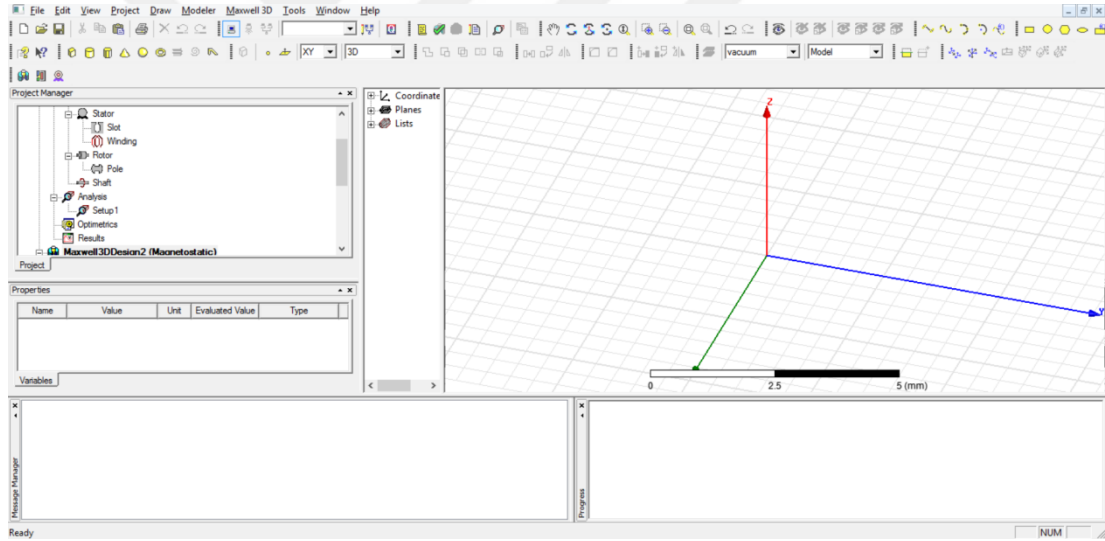 File Edit View Project Draw Modeler Maxwell 3D Tools Window Help
XY 3D vacuum Model
Project Manager
Stator
Slot
Winding
Rotor
Pole
Shaft
Analysis
Setup1
Optimetrics
Results
Maxwell3DDesign2 (Magnetostatic)
Project
Coordinate
Planes
Lists
Z
Y
0 2.5 5 (mm)
Properties
Name Value Unit Evaluated Value Type
Variables
Message Manager
Progress
Ready NUM